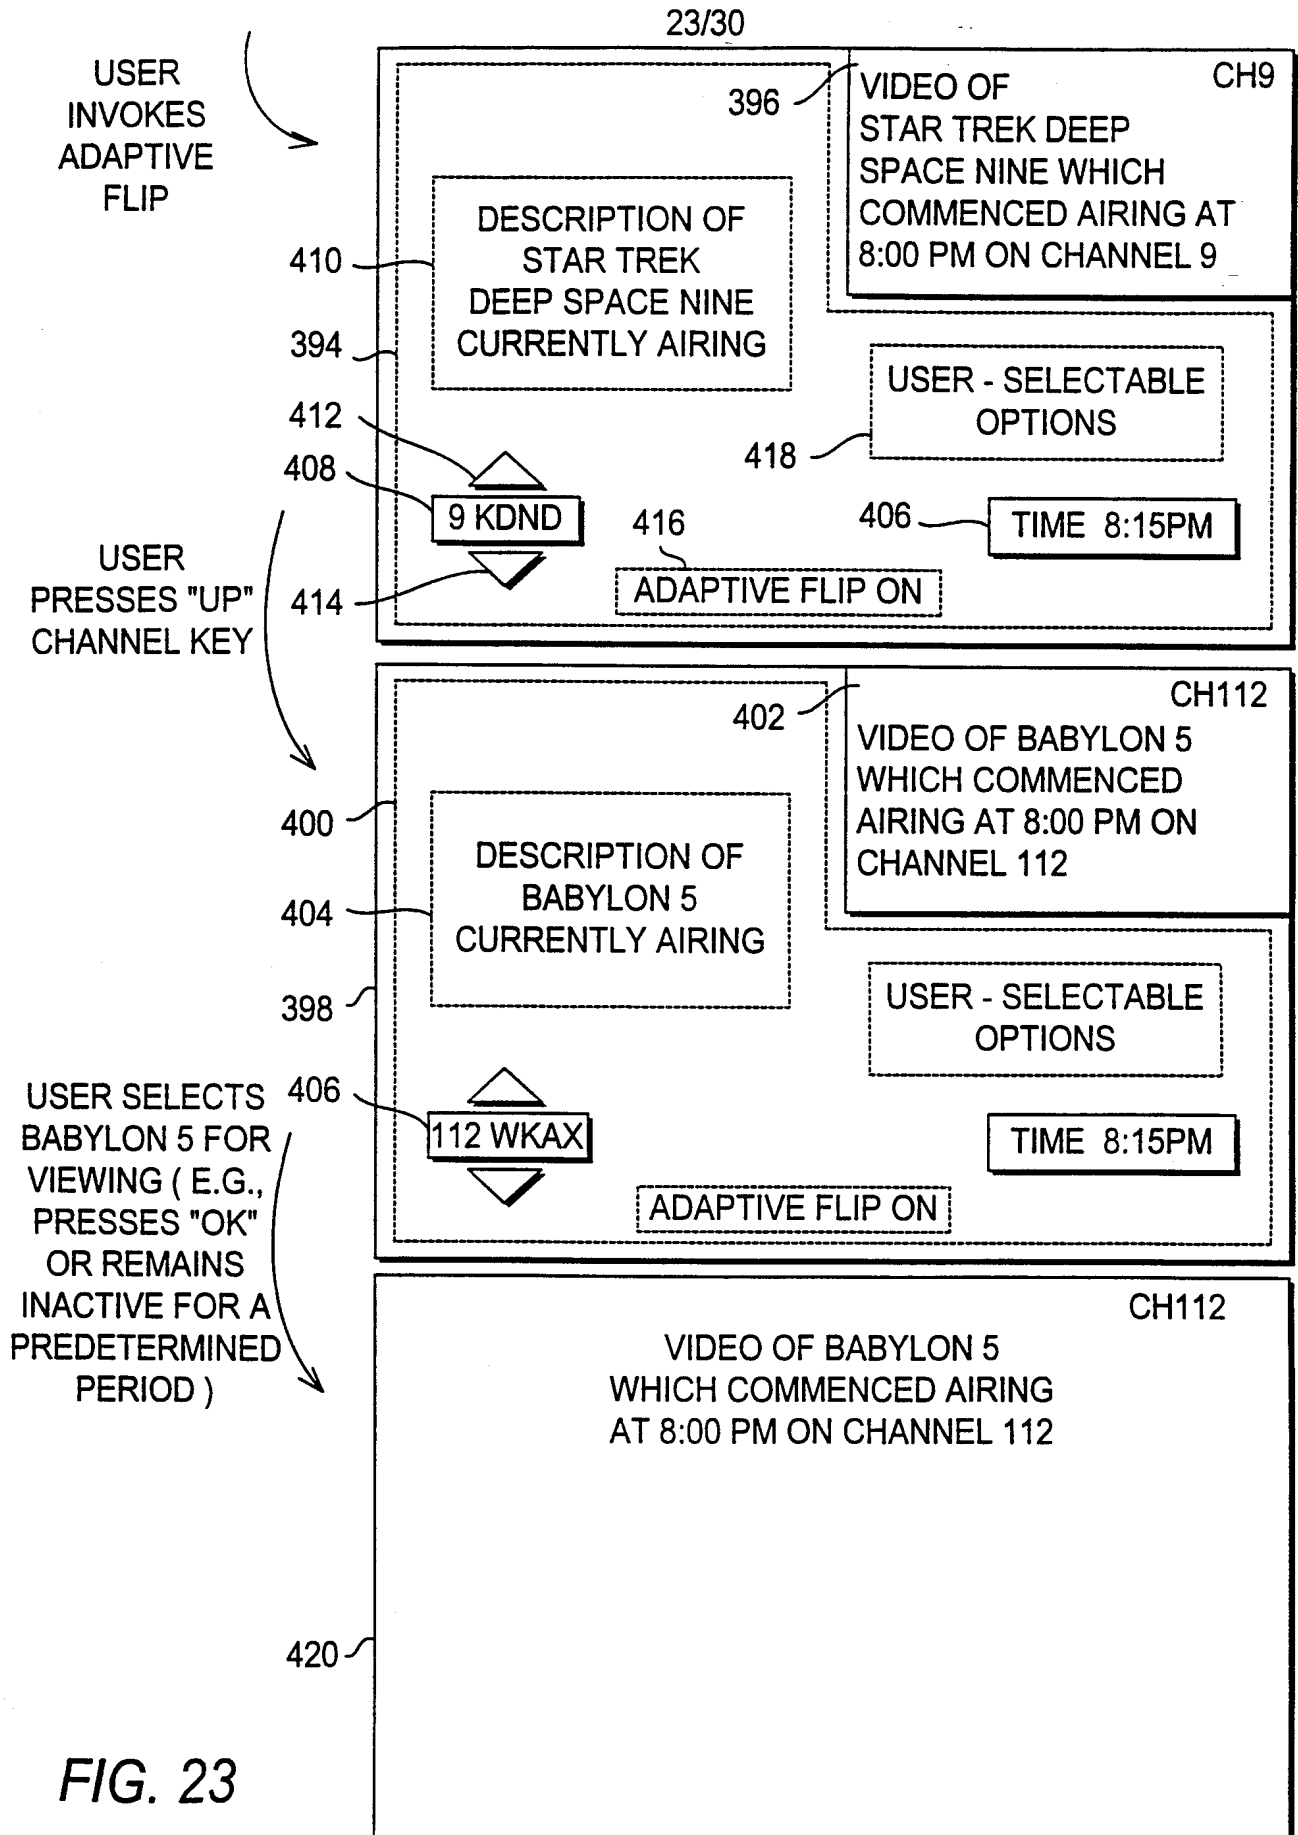 23/30
USER
INVOKES
ADAPTIVE
FLIP
396
VIDEO OF
CH9
STAR TREK DEEP
SPACE NINE WHICH
COMMENCED AIRING AT
8:00 PM ON CHANNEL 9
410
DESCRIPTION OF
STAR TREK
DEEP SPACE NINE
CURRENTLY AIRING
394
USER - SELECTABLE
OPTIONS
418
412
408
9 KDND
414
416
ADAPTIVE FLIP ON
406
TIME 8:15PM
USER
PRESSES "UP"
CHANNEL KEY
402
CH112
VIDEO OF BABYLON 5
WHICH COMMENCED
AIRING AT 8:00 PM ON
CHANNEL 112
400
404
DESCRIPTION OF
BABYLON 5
CURRENTLY AIRING
398
USER - SELECTABLE
OPTIONS
406
112 WKAX
TIME 8:15PM
ADAPTIVE FLIP ON
USER SELECTS
BABYLON 5 FOR
VIEWING ( E.G.,
PRESSES "OK"
OR REMAINS
INACTIVE FOR A
PREDETERMINED
PERIOD )
CH112
VIDEO OF BABYLON 5
WHICH COMMENCED AIRING
AT 8:00 PM ON CHANNEL 112
420
FIG. 23